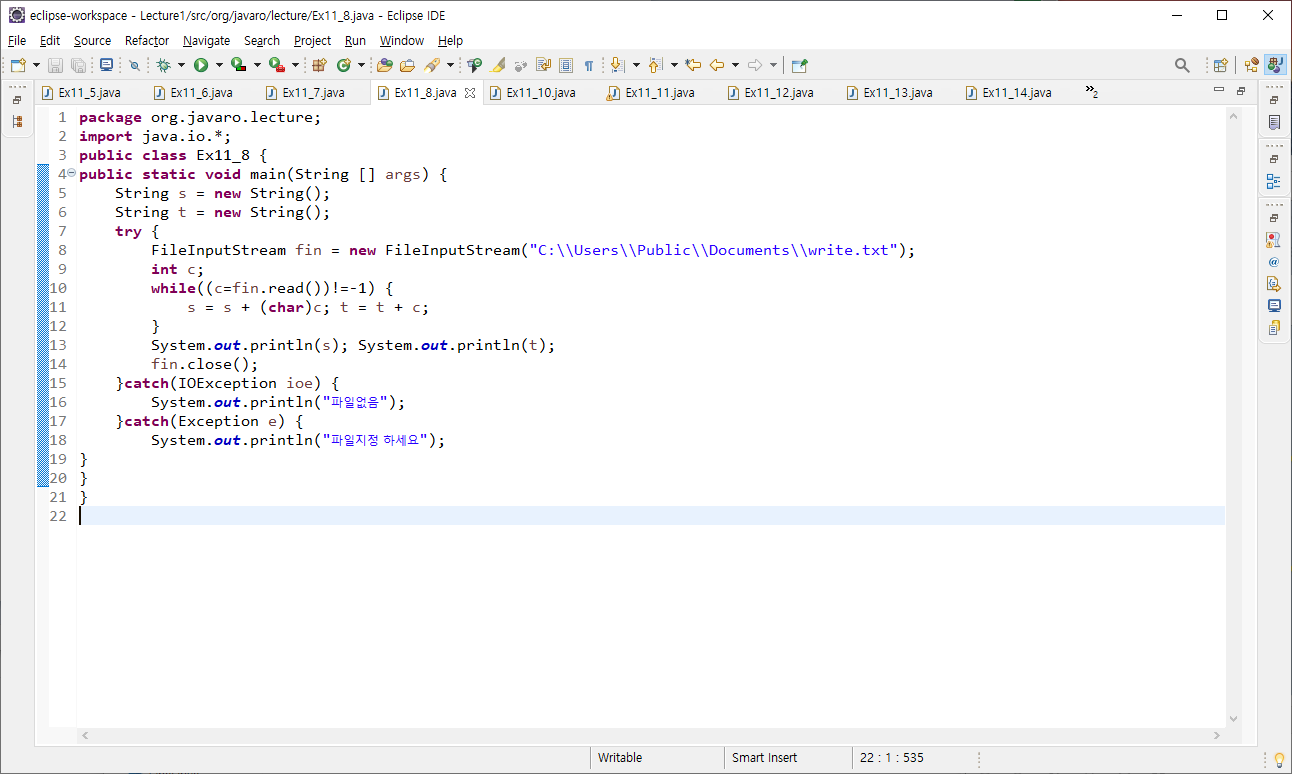 eclipse-workspace - Lecture1/src/org/javaro/lecture/Ex11_8.java - Eclipse IDE
File Edit Source Refactor Navigate Search Project Run Window Help
Ex11_5.java Ex11_6.java Ex11_7.java Ex11_8.java Ex11_10.java Ex11_11.java Ex11_12.java Ex11_13.java Ex11_14.java »2
1 package org.javaro.lecture;
2 import java.io.*;
3 public class Ex11_8 {
4 public static void main(String [] args) {
5 String s = new String();
6 String t = new String();
7 try {
8 FileInputStream fin = new FileInputStream("C:\\Users\\Public\\Documents\\write.txt");
9 int c;
10 while((c=fin.read())!=-1) {
11 s = s + (char)c; t = t + c;
12 }
13 System.out.println(s); System.out.println(t);
14 fin.close();
15 }catch(IOException ioe) {
16 System.out.println("파일없음");
17 }catch(Exception e) {
18 System.out.println("파일지정 하세요");
19 }
20 }
21 }
22
Writable Smart Insert 22 : 1 : 535